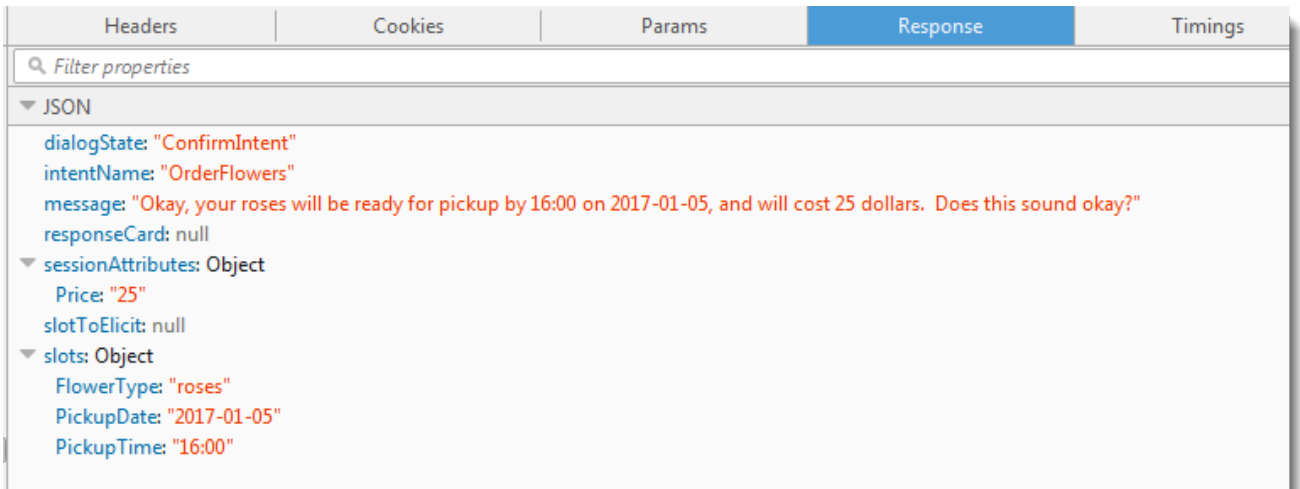 Headers Cookies Params Response Timings
Filter properties
JSON
dialogState: "ConfirmIntent"
intentName: "OrderFlowers"
message: "Okay, your roses will be ready for pickup by 16:00 on 2017-01-05, and will cost 25 dollars.  Does this sound okay?"
responseCard: null
sessionAttributes: Object
Price: "25"
slotToElicit: null
slots: Object
FlowerType: "roses"
PickupDate: "2017-01-05"
PickupTime: "16:00"